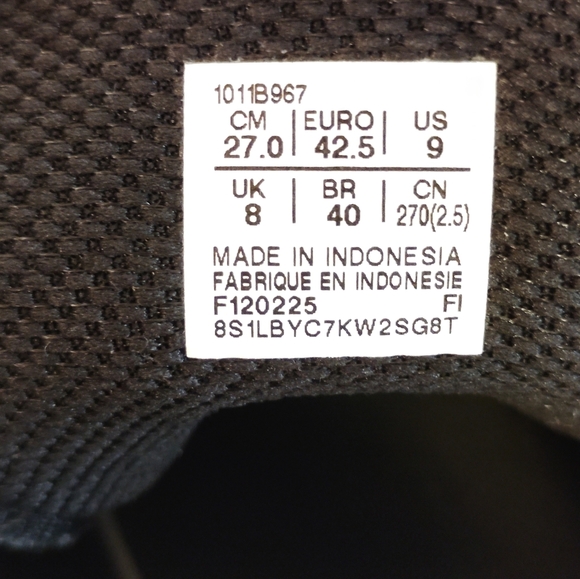 1011B967
CM | EURO | US
27.0 | 42.5 | 9
UK | BR | CN
8 | 40 | 270(2.5)
MADE IN INDONESIA
FABRIQUE EN INDONESIE
F120225 FI
8S1LBYC7KW2SG8T